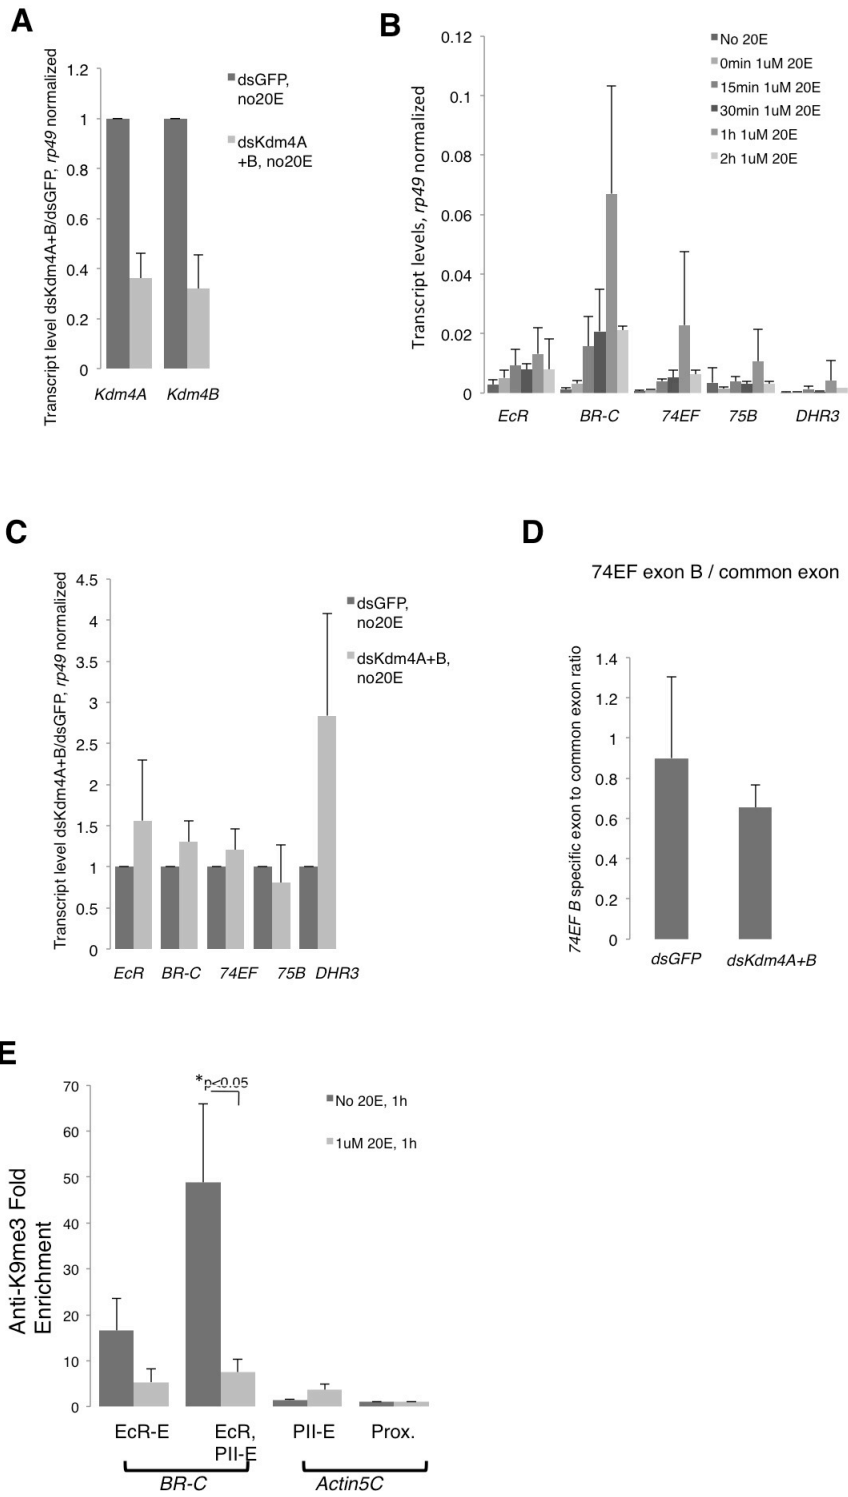 A
Transcript level dsKdm4A+B/dsGFP, rp49 normalized
1.2
1
0.8
0.6
0.4
0.2
0
Kdm4A Kdm4B
dsGFP,
no20E
dsKdm4A
+B, no20E
B
Transcript levels, rp49 normalized
0.12
0.1
0.08
0.06
0.04
0.02
0
EcR BR-C 74EF 75B DHR3
No 20E
0min 1uM 20E
15min 1uM 20E
30min 1uM 20E
1h 1uM 20E
2h 1uM 20E
C
Transcript level dsKdm4A+B/dsGFP, rp49 normalized
4.5
4
3.5
3
2.5
2
1.5
1
0.5
0
EcR BR-C 74EF 75B DHR3
dsGFP,
no20E
dsKdm4A+B,
no20E
D
74EF exon B / common exon
74EF B specific exon to common exon ratio
1.4
1.2
1
0.8
0.6
0.4
0.2
0
dsGFP dsKdm4A+B
E
Anti-K9me3 Fold
Enrichment
70
60
50
40
30
20
10
0
*p<0.05
No 20E, 1h
1uM 20E, 1h
EcR-E EcR, PII-E Prox.
PII-E
BR-C Actin5C